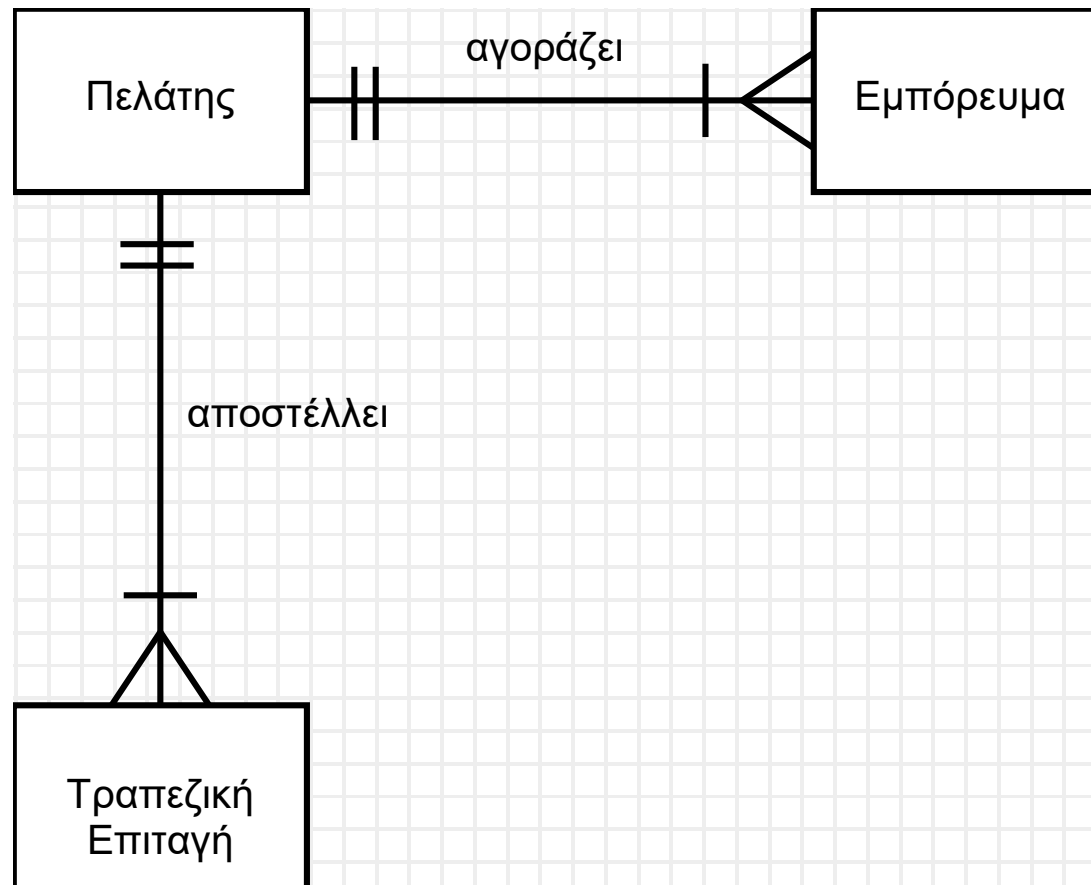 αγοράζει
Πελάτης
Εμπόρευμα
αποστέλλει
Τραπεζική
Επιταγή